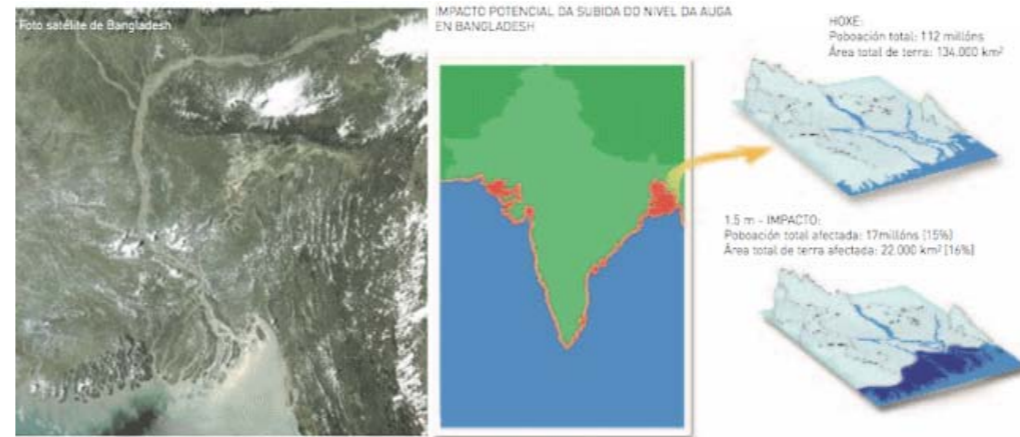 Foto satélite de Bangladesh
IMPACTO POTENCIAL DA SUBIDA DO NIVEL DA AUGA
EN BANGLADESH
HOXE:
Poboación total: 112 millóns
Área total de terra: 134.000 km²
1.5 m - IMPACTO:
Poboación total afectada: 17millóns [15%]
Área total de terra afectada: 22.000 km² [16%]